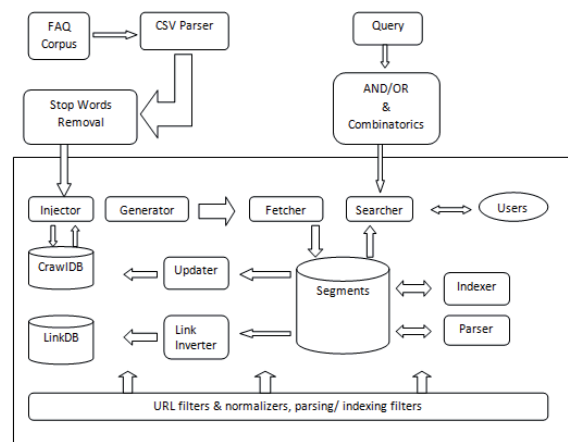 FAQ
Corpus
CSV Parser
Query
Stop Words
Removal
AND/OR
&
Combinatorics
Injector
Generator
Fetcher
Searcher
Users
CrawlDB
Updater
Segments
Indexer
LinkDB
Link
Inverter
Parser
URL filters & normalizers, parsing/ indexing filters